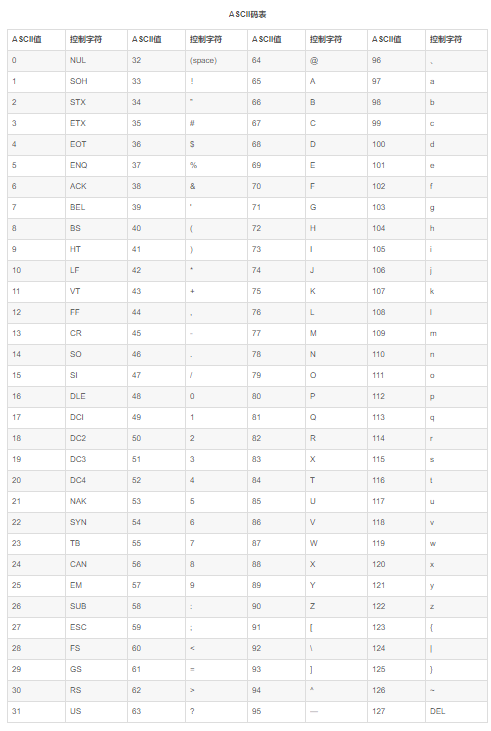 ASCII码表
ASCII值 控制字符 ASCII值 控制字符 ASCII值 控制字符 ASCII值 控制字符
0 NUL 32 (space) 64 @ 96 、
1 SOH 33 ! 65 A 97 a
2 STX 34 " 66 B 98 b
3 ETX 35 # 67 C 99 c
4 EOT 36 $ 68 D 100 d
5 ENQ 37 % 69 E 101 e
6 ACK 38 & 70 F 102 f
7 BEL 39 ' 71 G 103 g
8 BS 40 ( 72 H 104 h
9 HT 41 ) 73 I 105 i
10 LF 42 * 74 J 106 j
11 VT 43 + 75 K 107 k
12 FF 44 , 76 L 108 l
13 CR 45 - 77 M 109 m
14 SO 46 . 78 N 110 n
15 SI 47 / 79 O 111 o
16 DLE 48 0 80 P 112 p
17 DCI 49 1 81 Q 113 q
18 DC2 50 2 82 R 114 r
19 DC3 51 3 83 X 115 s
20 DC4 52 4 84 T 116 t
21 NAK 53 5 85 U 117 u
22 SYN 54 6 86 V 118 v
23 TB 55 7 87 W 119 w
24 CAN 56 8 88 X 120 x
25 EM 57 9 89 Y 121 y
26 SUB 58 : 90 Z 122 z
27 ESC 59 ; 91 [ 123 {
28 FS 60 < 92 \ 124 |
29 GS 61 = 93 ] 125 }
30 RS 62 > 94 ^ 126 ~
31 US 63 ? 95 — 127 DEL